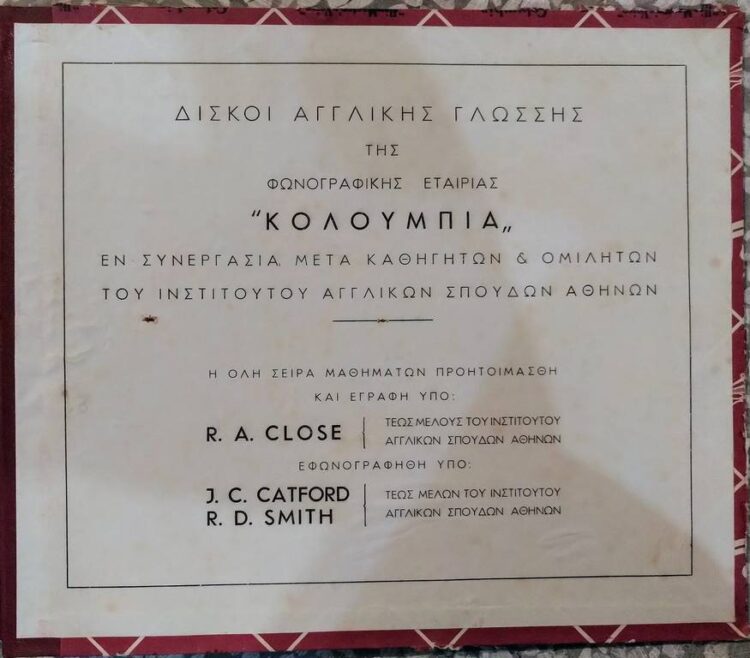 ΔΙΣΚΟΙ ΑΓΓΛΙΚΗΣ ΓΛΩΣΣΗΣ
ΤΗΣ
ΦΩΝΟΓΡΑΦΙΚΗΣ ΕΤΑΙΡΙΑΣ
“ΚΟΛΟΥΜΠΙΑ„
ΕΝ ΣΥΝΕΡΓΑΣΙΑ ΜΕΤΑ ΚΑΘΗΓΗΤΩΝ & ΟΜΙΛΗΤΩΝ
ΤΟΥ ΙΝΣΤΙΤΟΥΤΟΥ ΑΓΓΛΙΚΩΝ ΣΠΟΥΔΩΝ ΑΘΗΝΩΝ
Η ΟΛΗ ΣΕΙΡΑ ΜΑΘΗΜΑΤΩΝ ΠΡΟΗΤΟΙΜΑΣΘΗ
ΚΑΙ ΕΓΡΑΦΗ ΥΠΟ:
R. A. CLOSE
ΤΕΩΣ ΜΕΛΟΥΣ ΤΟΥ ΙΝΣΤΙΤΟΥΤΟΥ
ΑΓΓΛΙΚΩΝ ΣΠΟΥΔΩΝ ΑΘΗΝΩΝ
ΕΦΩΝΟΓΡΑΦΗΘΗ ΥΠΟ:
J. C. CATFORD
R. D. SMITH
ΤΕΩΣ ΜΕΛΩΝ ΤΟΥ ΙΝΣΤΙΤΟΥΤΟΥ
ΑΓΓΛΙΚΩΝ ΣΠΟΥΔΩΝ ΑΘΗΝΩΝ